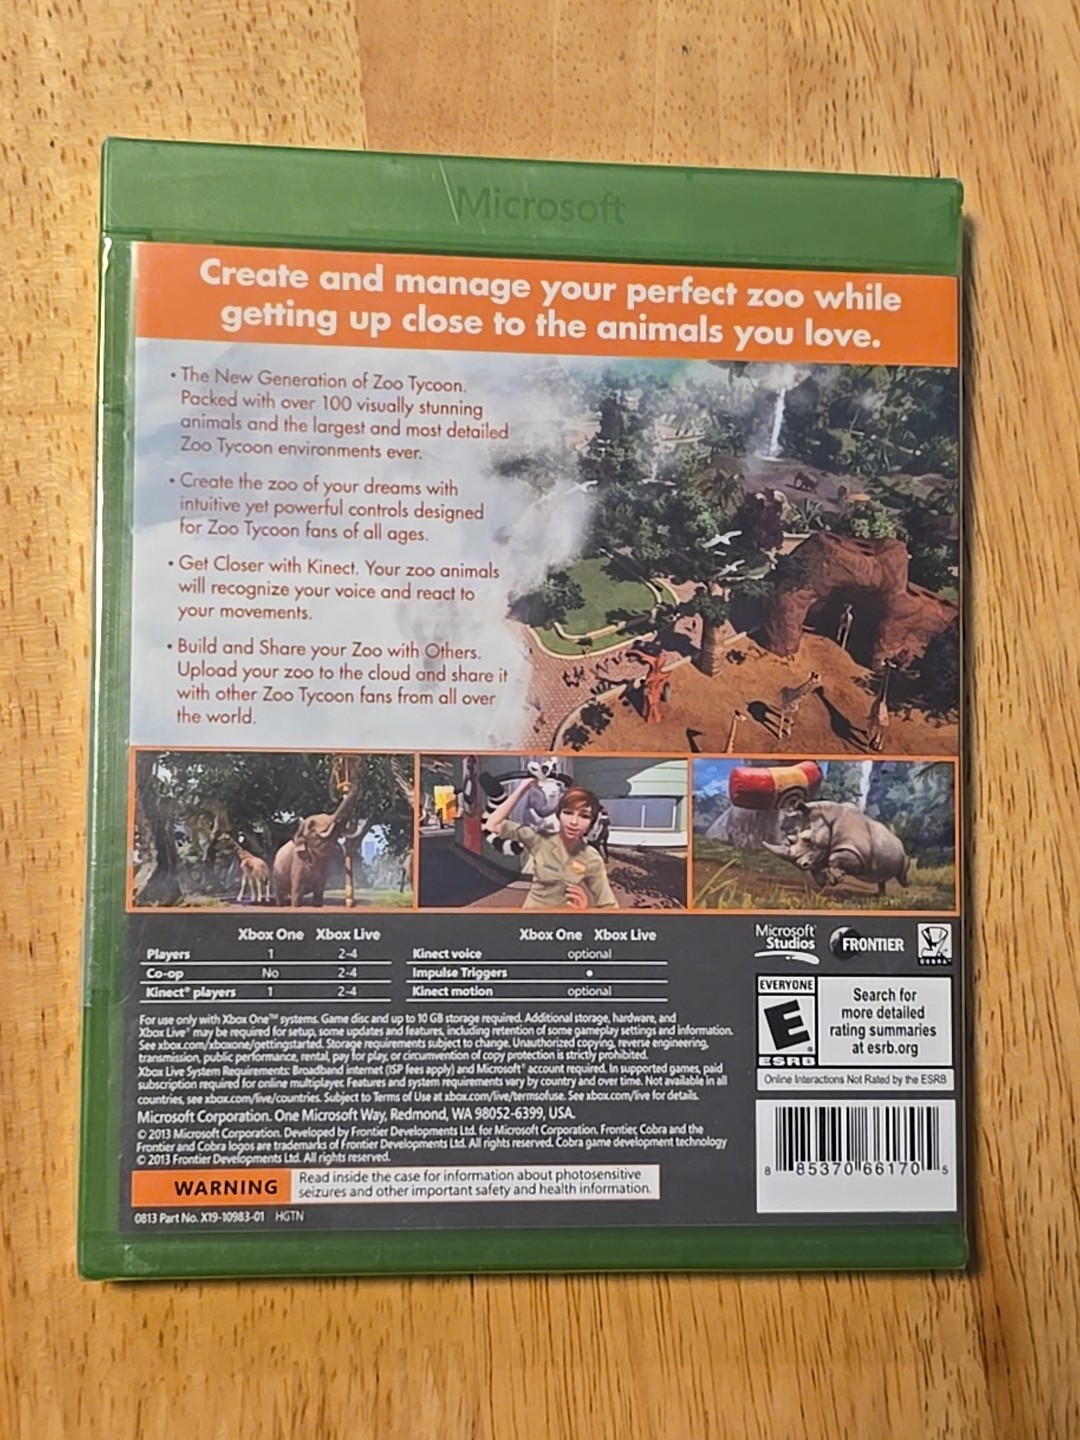 Microsoft
Create and manage your perfect zoo while
getting up close to the animals you love.
• The New Generation of Zoo Tycoon.
Packed with over 100 visually stunning
animals and the largest and most detailed
Zoo Tycoon environments ever.
• Create the zoo of your dreams with
intuitive yet powerful controls designed
for Zoo Tycoon fans of all ages.
• Get Closer with Kinect. Your zoo animals
will recognize your voice and react to
your movements.
• Build and Share your Zoo with Others.
Upload your zoo to the cloud and share it
with other Zoo Tycoon fans from all over
the world.
Xbox One Xbox Live
Players 1 2-4
Co-op No 2-4
Kinect® players 1 2-4
Xbox One Xbox Live
Kinect voice optional
Impulse Triggers •
Kinect motion optional
Microsoft®
Studios
FRONTIER
COBRA
For use only with Xbox One™ systems. Game disc and up to 10 GB storage required. Additional storage, hardware, and
Xbox Live® may be required for setup, some updates and features, including retention of some gameplay settings and information.
See xbox.com/xboxone/gettingstarted. Storage requirements subject to change. Unauthorized copying, reverse engineering,
transmission, public performance, rental, pay for play, or circumvention of copy protection is strictly prohibited.
Xbox Live System Requirements: Broadband internet (ISP fees apply) and Microsoft® account required. In supported games, paid
subscription required for online multiplayer. Features and system requirements vary by country and over time. Not available in all
countries, see xbox.com/live/countries. Subject to Terms of Use at xbox.com/live/termsofuse. See xbox.com/live for details.
Microsoft Corporation. One Microsoft Way, Redmond, WA 98052-6399, USA.
© 2013 Microsoft Corporation. Developed by Frontier Developments Ltd. for Microsoft Corporation. Frontier, Cobra and the
Frontier and Cobra logos are trademarks of Frontier Developments Ltd. All rights reserved. Cobra game development technology
© 2013 Frontier Developments Ltd. All rights reserved.
WARNING
Read inside the case for information about photosensitive
seizures and other important safety and health information.
0813 Part No. X19-10983-01 HGTN
EVERYONE
E
ESRB
Search for
more detailed
rating summaries
at esrb.org
Online Interactions Not Rated by the ESRB
8 85370 66170 5